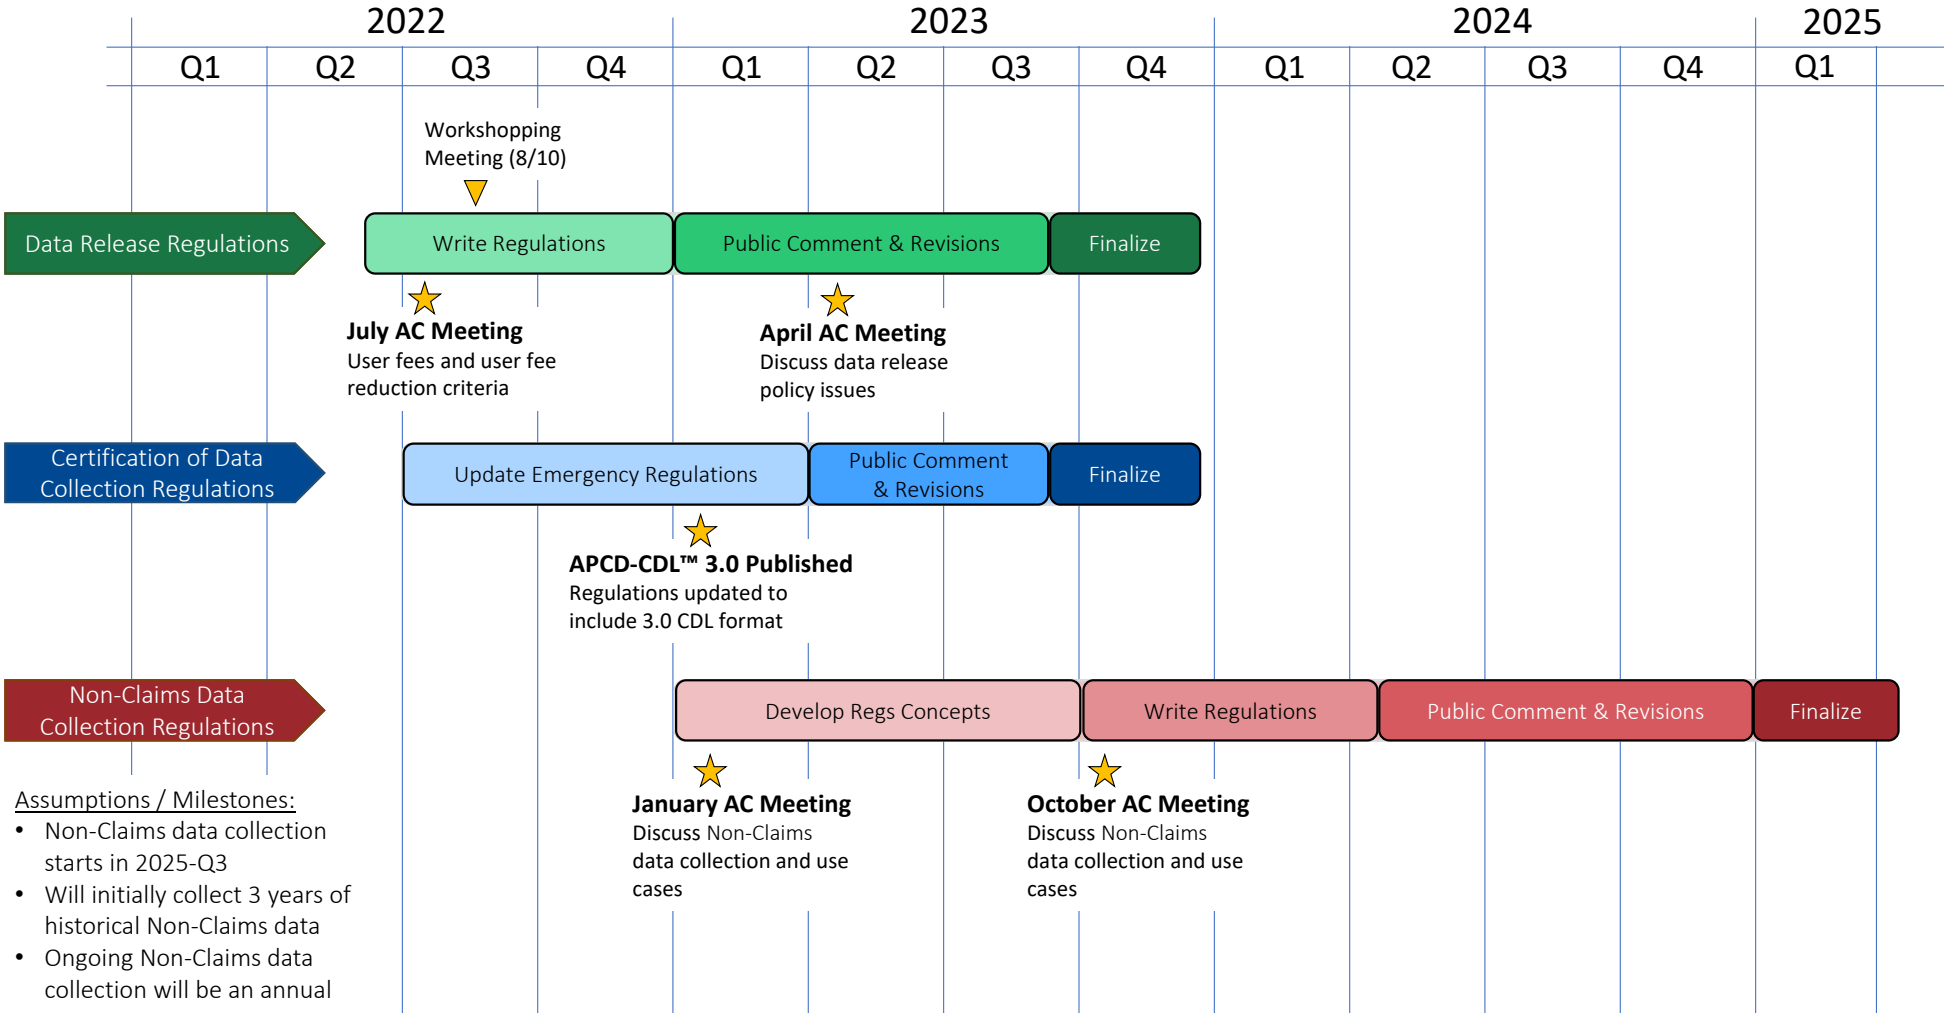 2022 2023 2024 2025
Q1 Q2 Q3 Q4 Q1 Q2 Q3 Q4 Q1 Q2 Q3 Q4 Q1
Workshopping
Meeting (8/10)
Data Release Regulations
Write Regulations
Public Comment & Revisions
Finalize
July AC Meeting
User fees and user fee
reduction criteria
April AC Meeting
Discuss data release
policy issues
Certification of Data
Collection Regulations
Update Emergency Regulations
Public Comment
& Revisions
Finalize
APCD-CDL™ 3.0 Published
Regulations updated to
include 3.0 CDL format
Non-Claims Data
Collection Regulations
Develop Regs Concepts
Write Regulations
Public Comment & Revisions
Finalize
January AC Meeting
Discuss Non-Claims
data collection and use
cases
October AC Meeting
Discuss Non-Claims
data collection and use
cases
Assumptions / Milestones:
• Non-Claims data collection
starts in 2025-Q3
• Will initially collect 3 years of
historical Non-Claims data
• Ongoing Non-Claims data
collection will be an annual